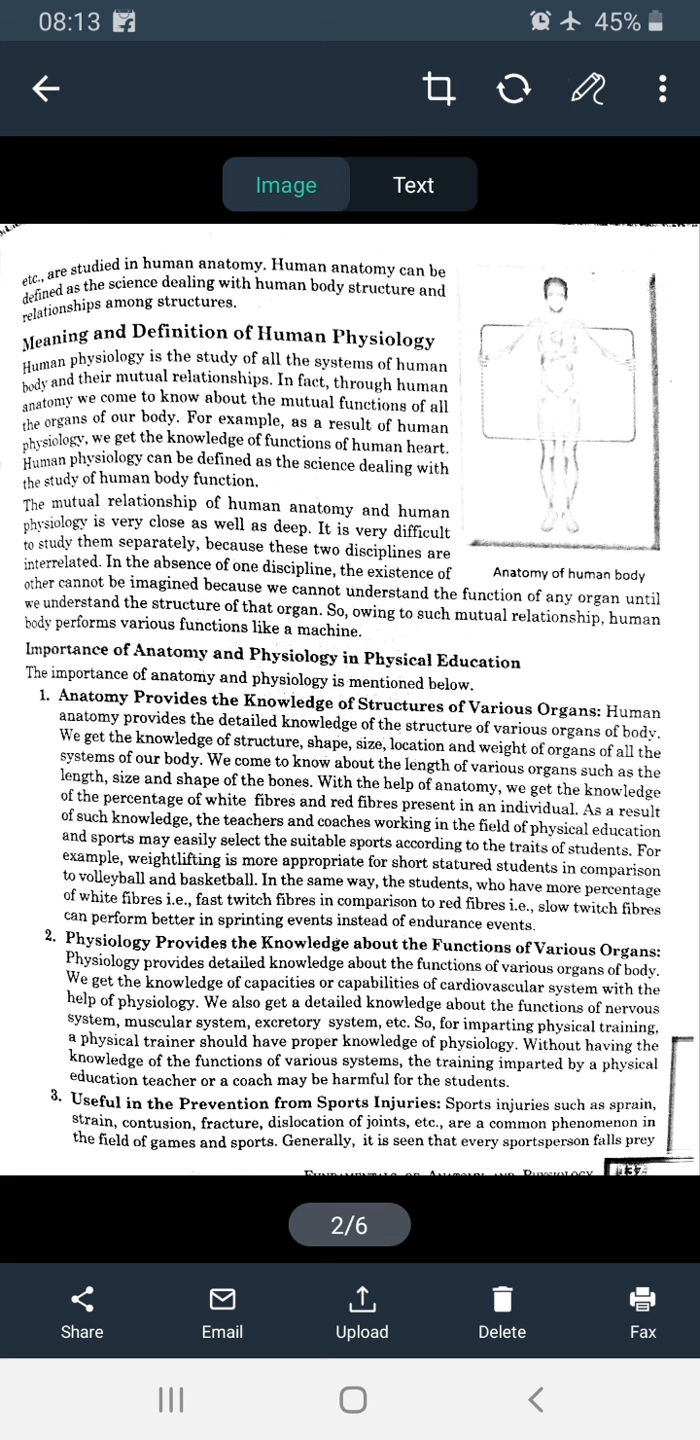 08:13
45%
Image
Text
etc., are studied in human anatomy. Human anatomy can be
defined as the science dealing with human body structure and
relationships among structures.
Meaning and Definition of Human Physiology
Human physiology is the study of all the systems of human
body and their mutual relationships. In fact, through human
anatomy we come to know about the mutual functions of all
the organs of our body. For example, as a result of human
physiology, we get the knowledge of functions of human heart.
Human physiology can be defined as the science dealing with
the study of human body function.
The mutual relationship of human anatomy and human
physiology is very close as well as deep. It is very difficult
to study them separately, because these two disciplines are
interrelated. In the absence of one discipline, the existence of
Anatomy of human body
other cannot be imagined because we cannot understand the function of any organ until
we understand the structure of that organ. So, owing to such mutual relationship, human
body performs various functions like a machine.
Importance of Anatomy and Physiology in Physical Education
The importance of anatomy and physiology is mentioned below.
1. Anatomy Provides the Knowledge of Structures of Various Organs: Human
anatomy provides the detailed knowledge of the structure of various organs of body.
We get the knowledge of structure, shape, size, location and weight of organs of all the
systems of our body. We come to know about the length of various organs such as the
length, size and shape of the bones. With the help of anatomy, we get the knowledge
of the percentage of white fibres and red fibres present in an individual. As a result
of such knowledge, the teachers and coaches working in the field of physical education
and sports may easily select the suitable sports according to the traits of students. For
example, weightlifting is more appropriate for short statured students in comparison
to volleyball and basketball. In the same way, the students, who have more percentage
of white fibres i.e., fast twitch fibres in comparison to red fibres i.e., slow twitch fibres
can perform better in sprinting events instead of endurance events.
2. Physiology Provides the Knowledge about the Functions of Various Organs:
Physiology provides detailed knowledge about the functions of various organs of body.
We get the knowledge of capacities or capabilities of cardiovascular system with the
help of physiology. We also get a detailed knowledge about the functions of nervous
system, muscular system, excretory system, etc. So, for imparting physical training,
a physical trainer should have proper knowledge of physiology. Without having the
knowledge of the functions of various systems, the training imparted by a physical
education teacher or a coach may be harmful for the students.
3. Useful in the Prevention from Sports Injuries: Sports injuries such as sprain,
strain, contusion, fracture, dislocation of joints, etc., are a common phenomenon in
the field of games and sports. Generally, it is seen that every sportsperson falls prey
2/6
Share
Email
Upload
Delete
Fax